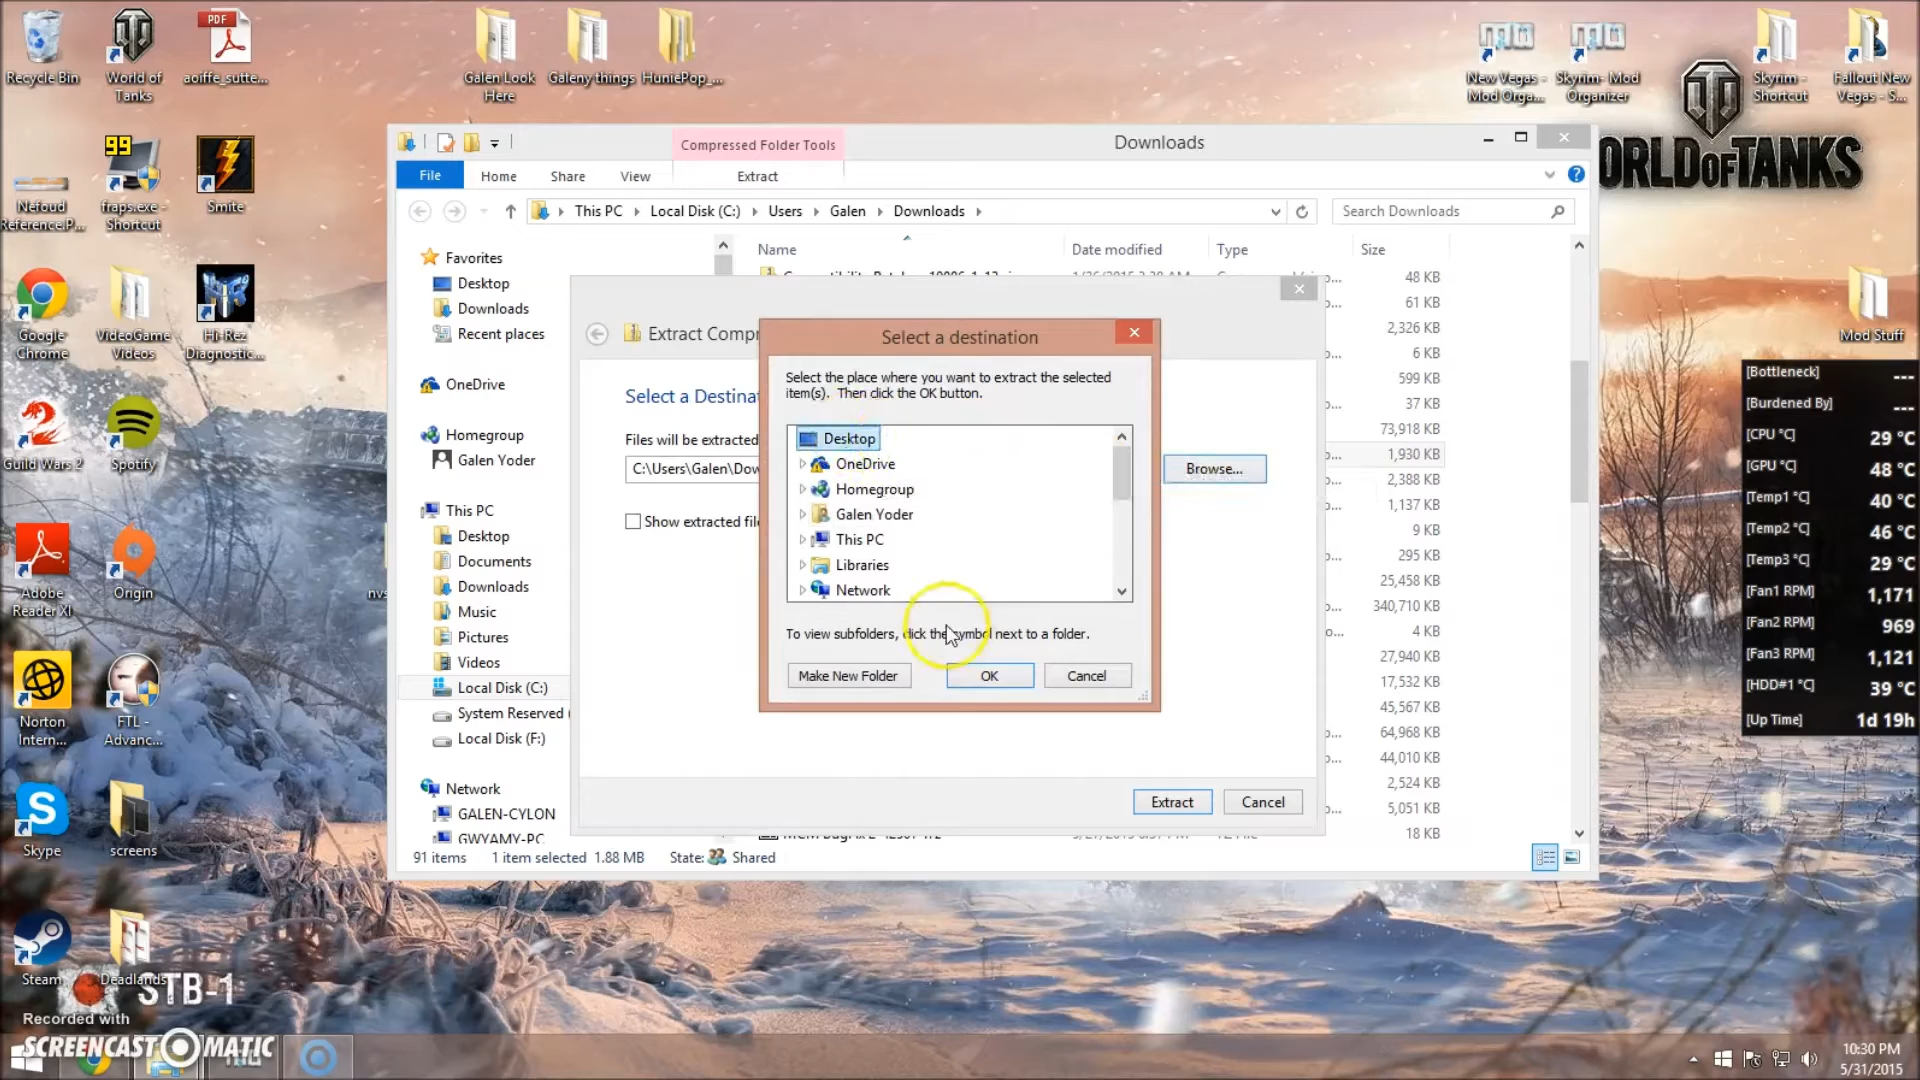 Recycle Bin
World of
Tanks
aoiffe_sutte...
Galen Look
Here
Galeny things
HuniePop_...
New Vegas -
Mod Orga...
Skyrim- Mod
Organizer
Skyrim -
Shortcut
Fallout New
Vegas - S...
ORLD OF TANKS
Nefoud
Reference.P...
99
fraps.exe -
Shortcut
Smite
Google
Chrome
VideoGame
Videos
Hi-Rez
Diagnostic...
Mod Stuff
Guild Wars 2
Spotify
Adobe
Reader XI
Origin
Norton
Intern...
FTL -
Advanc...
Skype
screens
Steam
Deadlands
STB-1
Recorded with
SCREENCAST MATIC
Compressed Folder Tools
Downloads
File
Home
Share
View
Extract
This PC
Local Disk (C:)
Users
Galen
Downloads
Search Downloads
Name
Date modified
Type
Size
Favorites
Desktop
Downloads
Recent places
OneDrive
Homegroup
Galen Yoder
This PC
Desktop
Documents
Downloads
Music
Pictures
Videos
Local Disk (C:)
System Reserved
Local Disk (F:)
Network
GALEN-CYLON
GWYAMY-PC
Extract Compr
Select a Destinat
Files will be extracted
C:\Users\Galen\Dow
Browse...
Show extracted file
Extract
Cancel
Select a destination
Select the place where you want to extract the selected
item(s). Then click the OK button.
Desktop
OneDrive
Homegroup
Galen Yoder
This PC
Libraries
Network
To view subfolders, click the symbol next to a folder.
Make New Folder
OK
Cancel
48 KB
61 KB
2,326 KB
6 KB
599 KB
37 KB
73,918 KB
1,930 KB
2,388 KB
1,137 KB
9 KB
295 KB
25,458 KB
340,710 KB
4 KB
27,940 KB
17,532 KB
45,567 KB
64,968 KB
44,010 KB
2,524 KB
5,051 KB
18 KB
91 items
1 item selected 1.88 MB
State: Shared
[Bottleneck] ---
[Burdened By] ---
[CPU °C] 29 °C
[GPU °C] 48 °C
[Temp1 °C] 40 °C
[Temp2 °C] 46 °C
[Temp3 °C] 29 °C
[Fan1 RPM] 1,171
[Fan2 RPM] 969
[Fan3 RPM] 1,121
[HDD#1 °C] 39 °C
[Up Time] 1d 19h
10:30 PM
5/31/2015